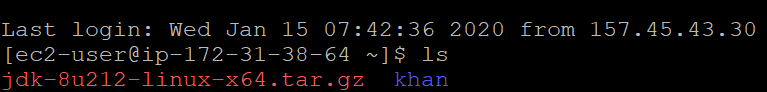 Last login: Wed Jan 15 07:42:36 2020 from 157.45.43.30
[ec2-user@ip-172-31-38-64 ~]$ ls
jdk-8u212-linux-x64.tar.gz  khan